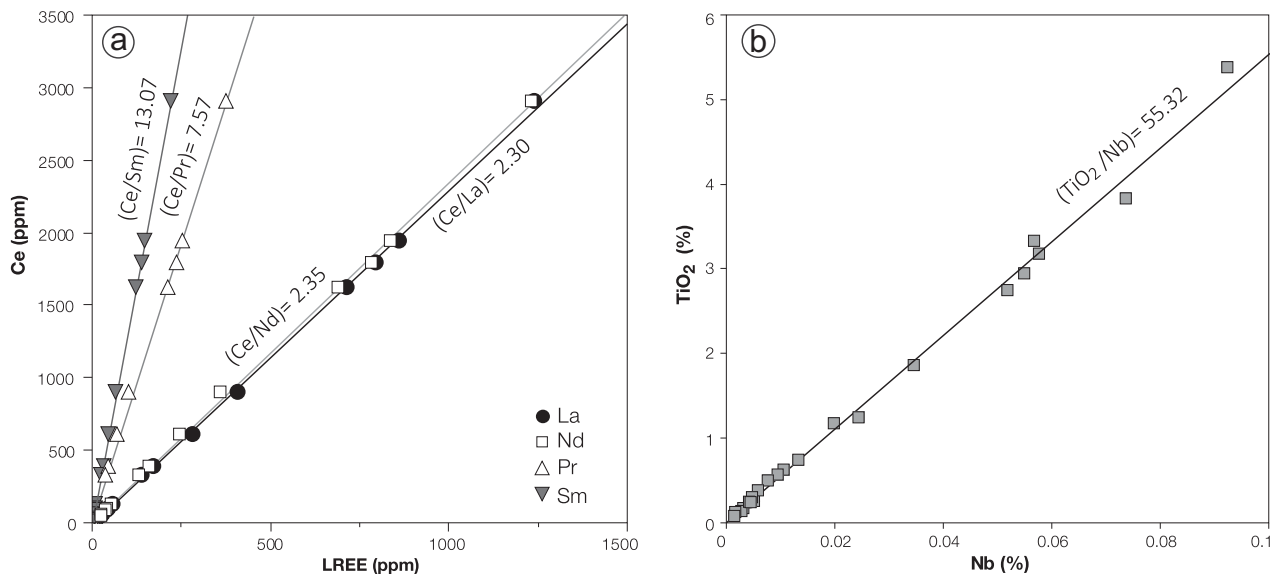 a
3500
3000
2500
2000
1500
1000
500
0
Ce (ppm)
0
500
1000
1500
LREE (ppm)
(Ce/Sm)= 13.07
(Ce/Pr)= 7.57
(Ce/La)= 2.30
(Ce/Nd)= 2.35
La
Nd
Pr
Sm
b
6
5
4
3
2
1
0
TiO₂ (%)
0
0.02
0.04
0.06
0.08
0.1
Nb (%)
(TiO₂/Nb)= 55.32